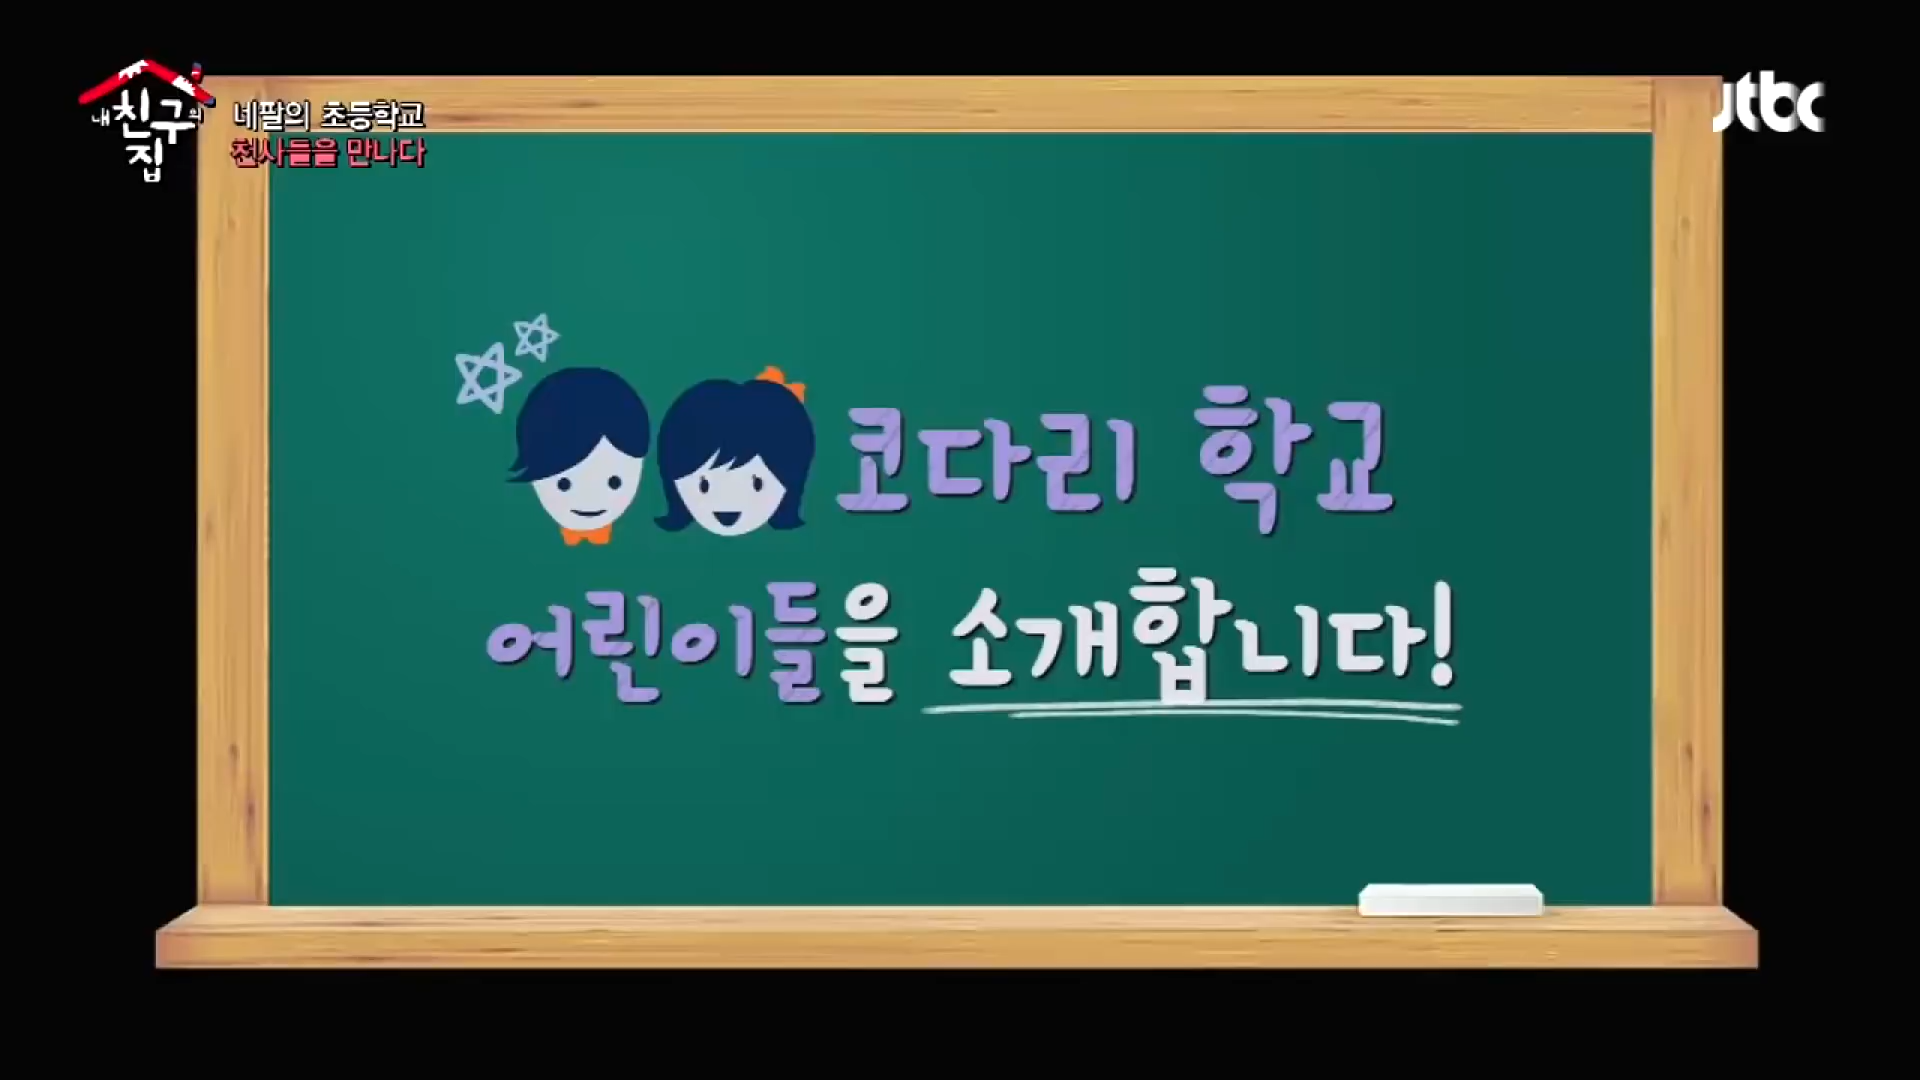 내 친구의 집
네팔의 초등학교
천사들을 만나다
jtbc
코다리 학교
어린이들을 소개합니다!